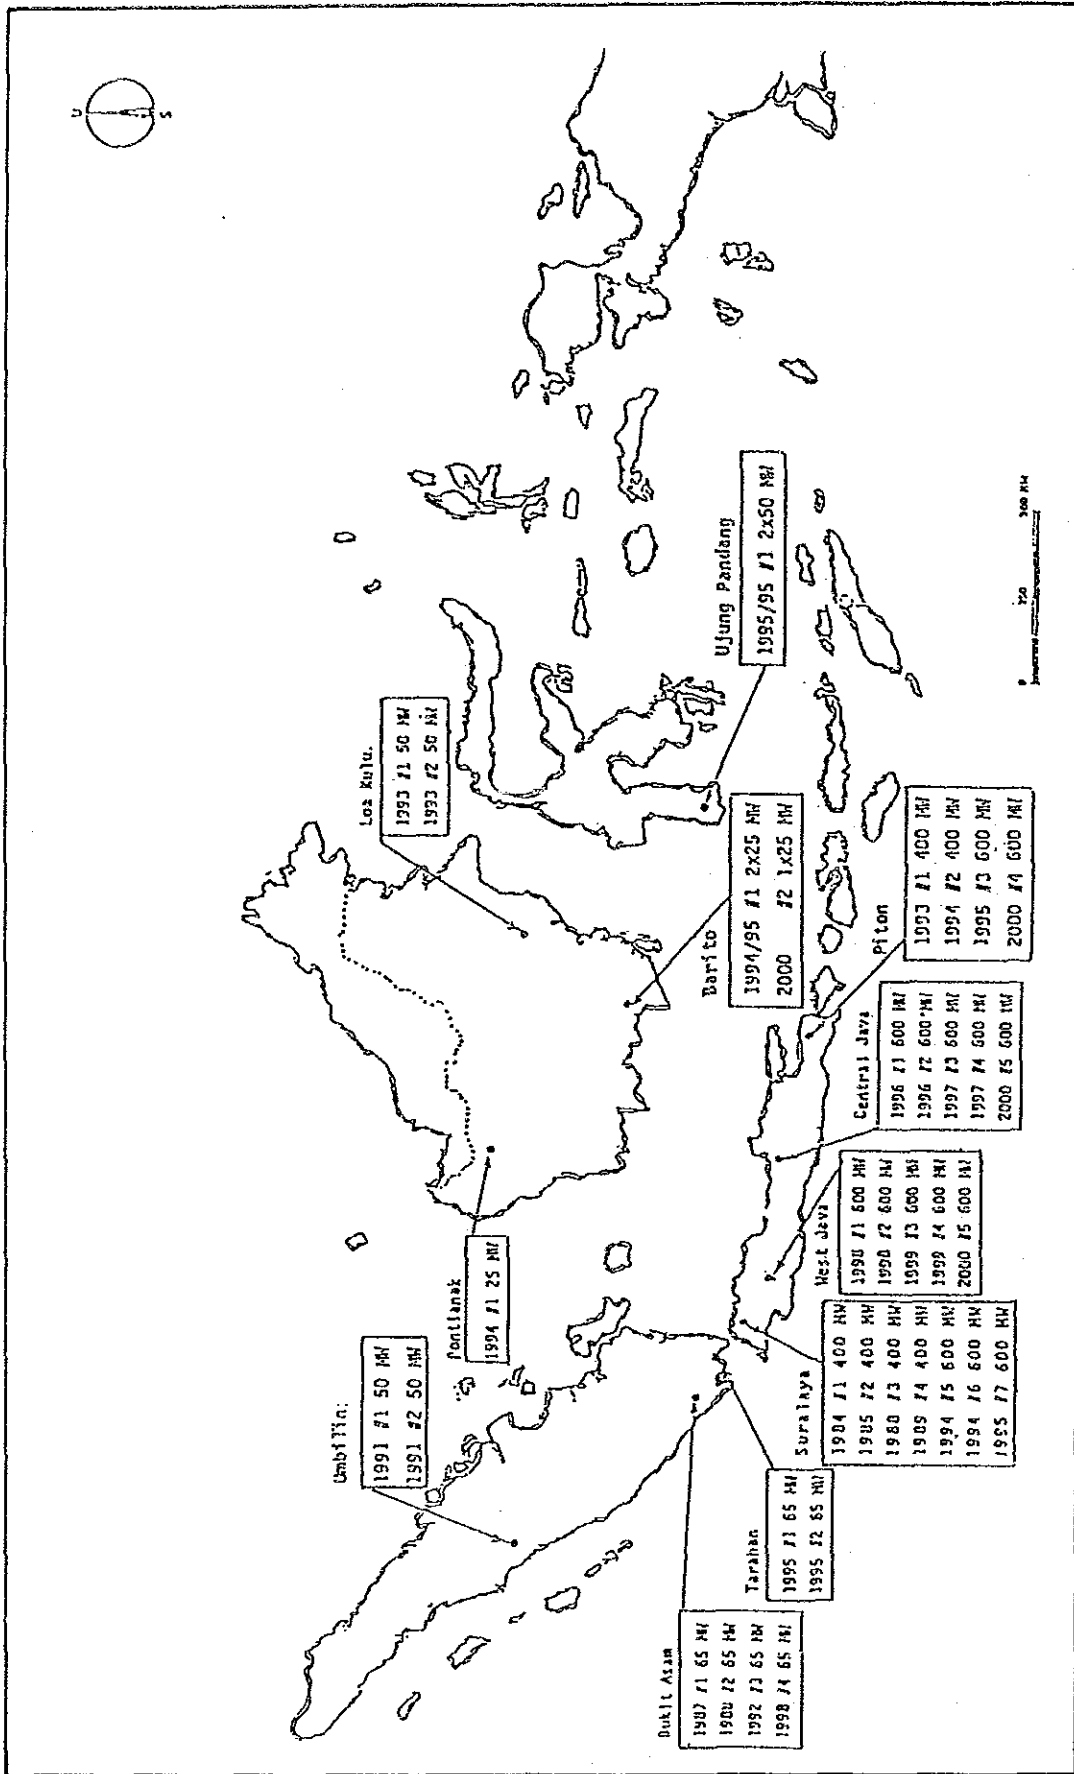 U
S
Umbilin:
1991 #1 50 MW
1991 #2 50 MW
Pontianak
1994 #1 25 MW
Loa Kulu.
1993 #1 50 MW
1993 #2 50 MW
Barito
1994/95 #1 2x25 MW
2000 #2 1x25 MW
Ujung Pandang
1995/95 #1 2x50 MW
Bukit Asam
1987 #1 65 MW
1988 #2 65 MW
1992 #3 65 MW
1998 #4 65 MW
Tarahan
1995 #1 65 MW
1995 #2 65 MW
Suralaya
1984 #1 400 MW
1985 #2 400 MW
1988 #3 400 MW
1989 #4 400 MW
1994 #5 600 MW
1994 #6 600 MW
1995 #7 600 MW
West Java
1998 #1 600 MW
1998 #2 600 MW
1999 #3 600 MW
1999 #4 600 MW
2000 #5 600 MW
Central Java
1996 #1 600 MW
1996 #2 600 MW
1997 #3 600 MW
1997 #4 600 MW
2000 #5 600 MW
Piton
1993 #1 400 MW
1994 #2 400 MW
1995 #3 600 MW
2000 #4 600 MW
0